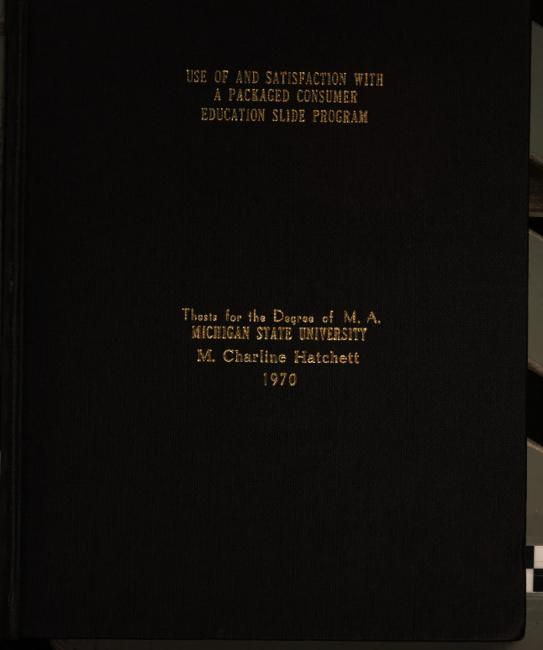 USE OF AND SATISFACTION WITH
A PACKAGED CONSUMER
EDUCATION SLIDE PROGRAM
Thesis for the Degree of M. A.
MICHIGAN STATE UNIVERSITY
M. Charline Hatchett
1970